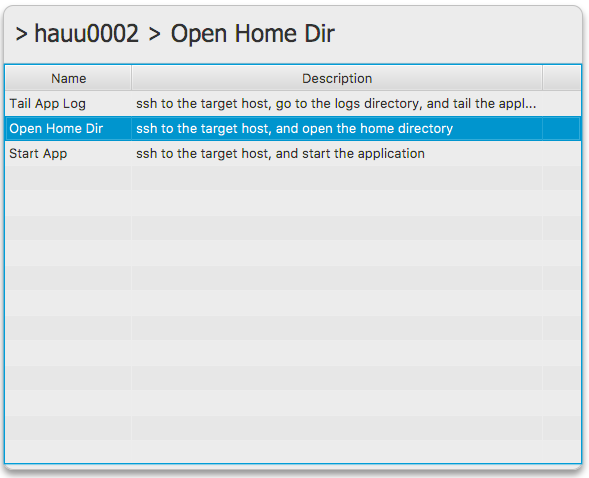 > hauu0002 > Open Home Dir
Name Description
Tail App Log ssh to the target host, go to the logs directory, and tail the appl...
Open Home Dir ssh to the target host, and open the home directory
Start App ssh to the target host, and start the application